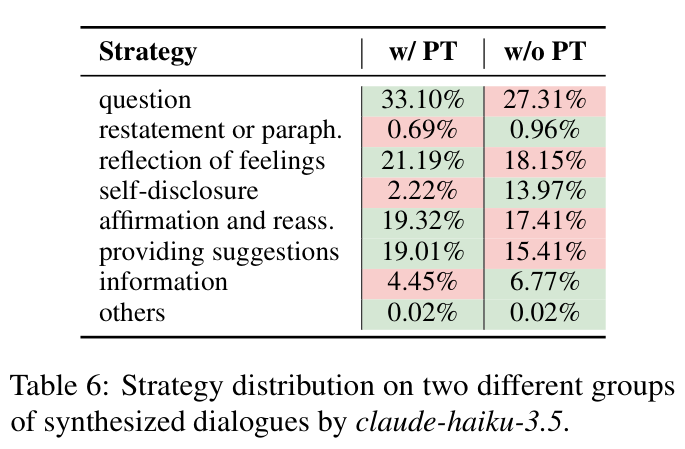 Strategy w/ PT w/o PT
question 33.10% 27.31%
restatement or paraph. 0.69% 0.96%
reflection of feelings 21.19% 18.15%
self-disclosure 2.22% 13.97%
affirmation and reass. 19.32% 17.41%
providing suggestions 19.01% 15.41%
information 4.45% 6.77%
others 0.02% 0.02%
Table 6: Strategy distribution on two different groups
of synthesized dialogues by claude-haiku-3.5.